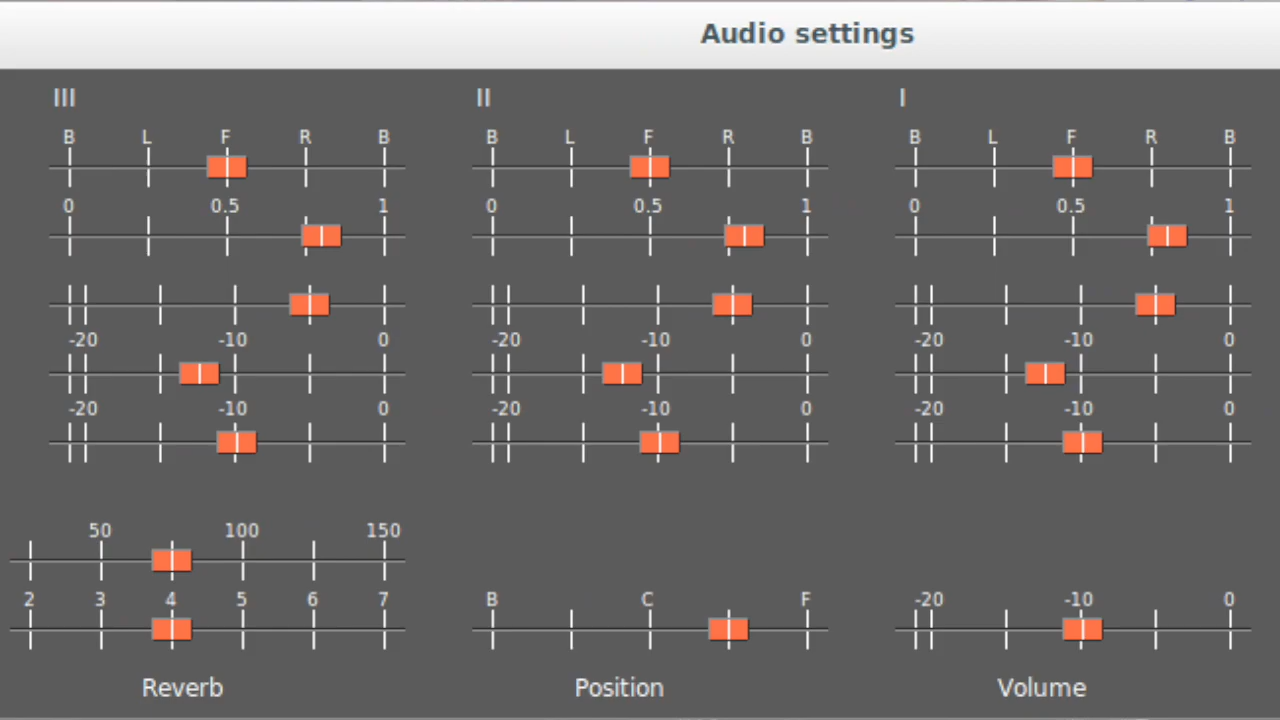 Audio settings
III II I
B L F R B B L F R B B L F R B
0 0.5 1 0 0.5 1 0 0.5 1
-20 -10 0 -20 -10 0 -20 -10 0
-20 -10 0 -20 -10 0 -20 -10 0
50 100 150
2 3 4 5 6 7 B C F -20 -10 0
Reverb Position Volume